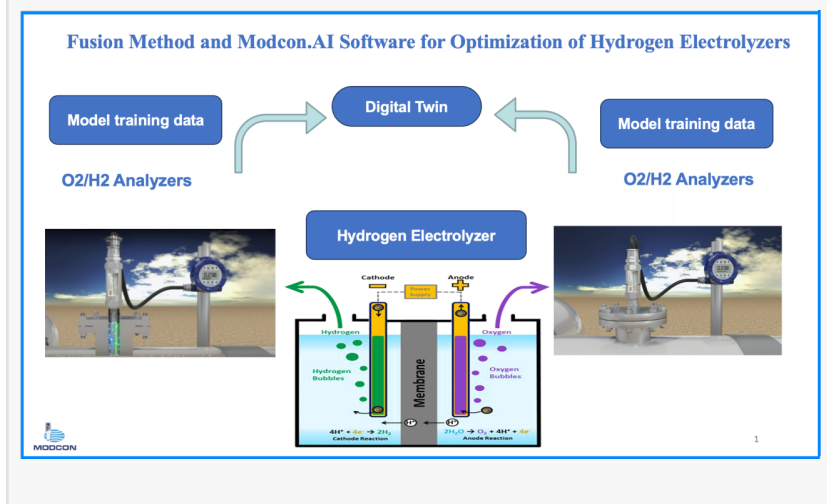 Fusion Method and Modcon.AI Software for Optimization of Hydrogen Electrolyzers
Model training data
Digital Twin
Model training data
O2/H2 Analyzers
O2/H2 Analyzers
Hydrogen Electrolyzer
Cathode
Anode
Power
Supply
Hydrogen
Oxygen
Hydrogen
Bubbles
Oxygen
Bubbles
Membrane
H⁺
H⁺
4H⁺ + 4e⁻ → 2H₂
Cathode Reaction
2H₂O → O₂ + 4H⁺ + 4e⁻
Anode Reaction
MODCON
1